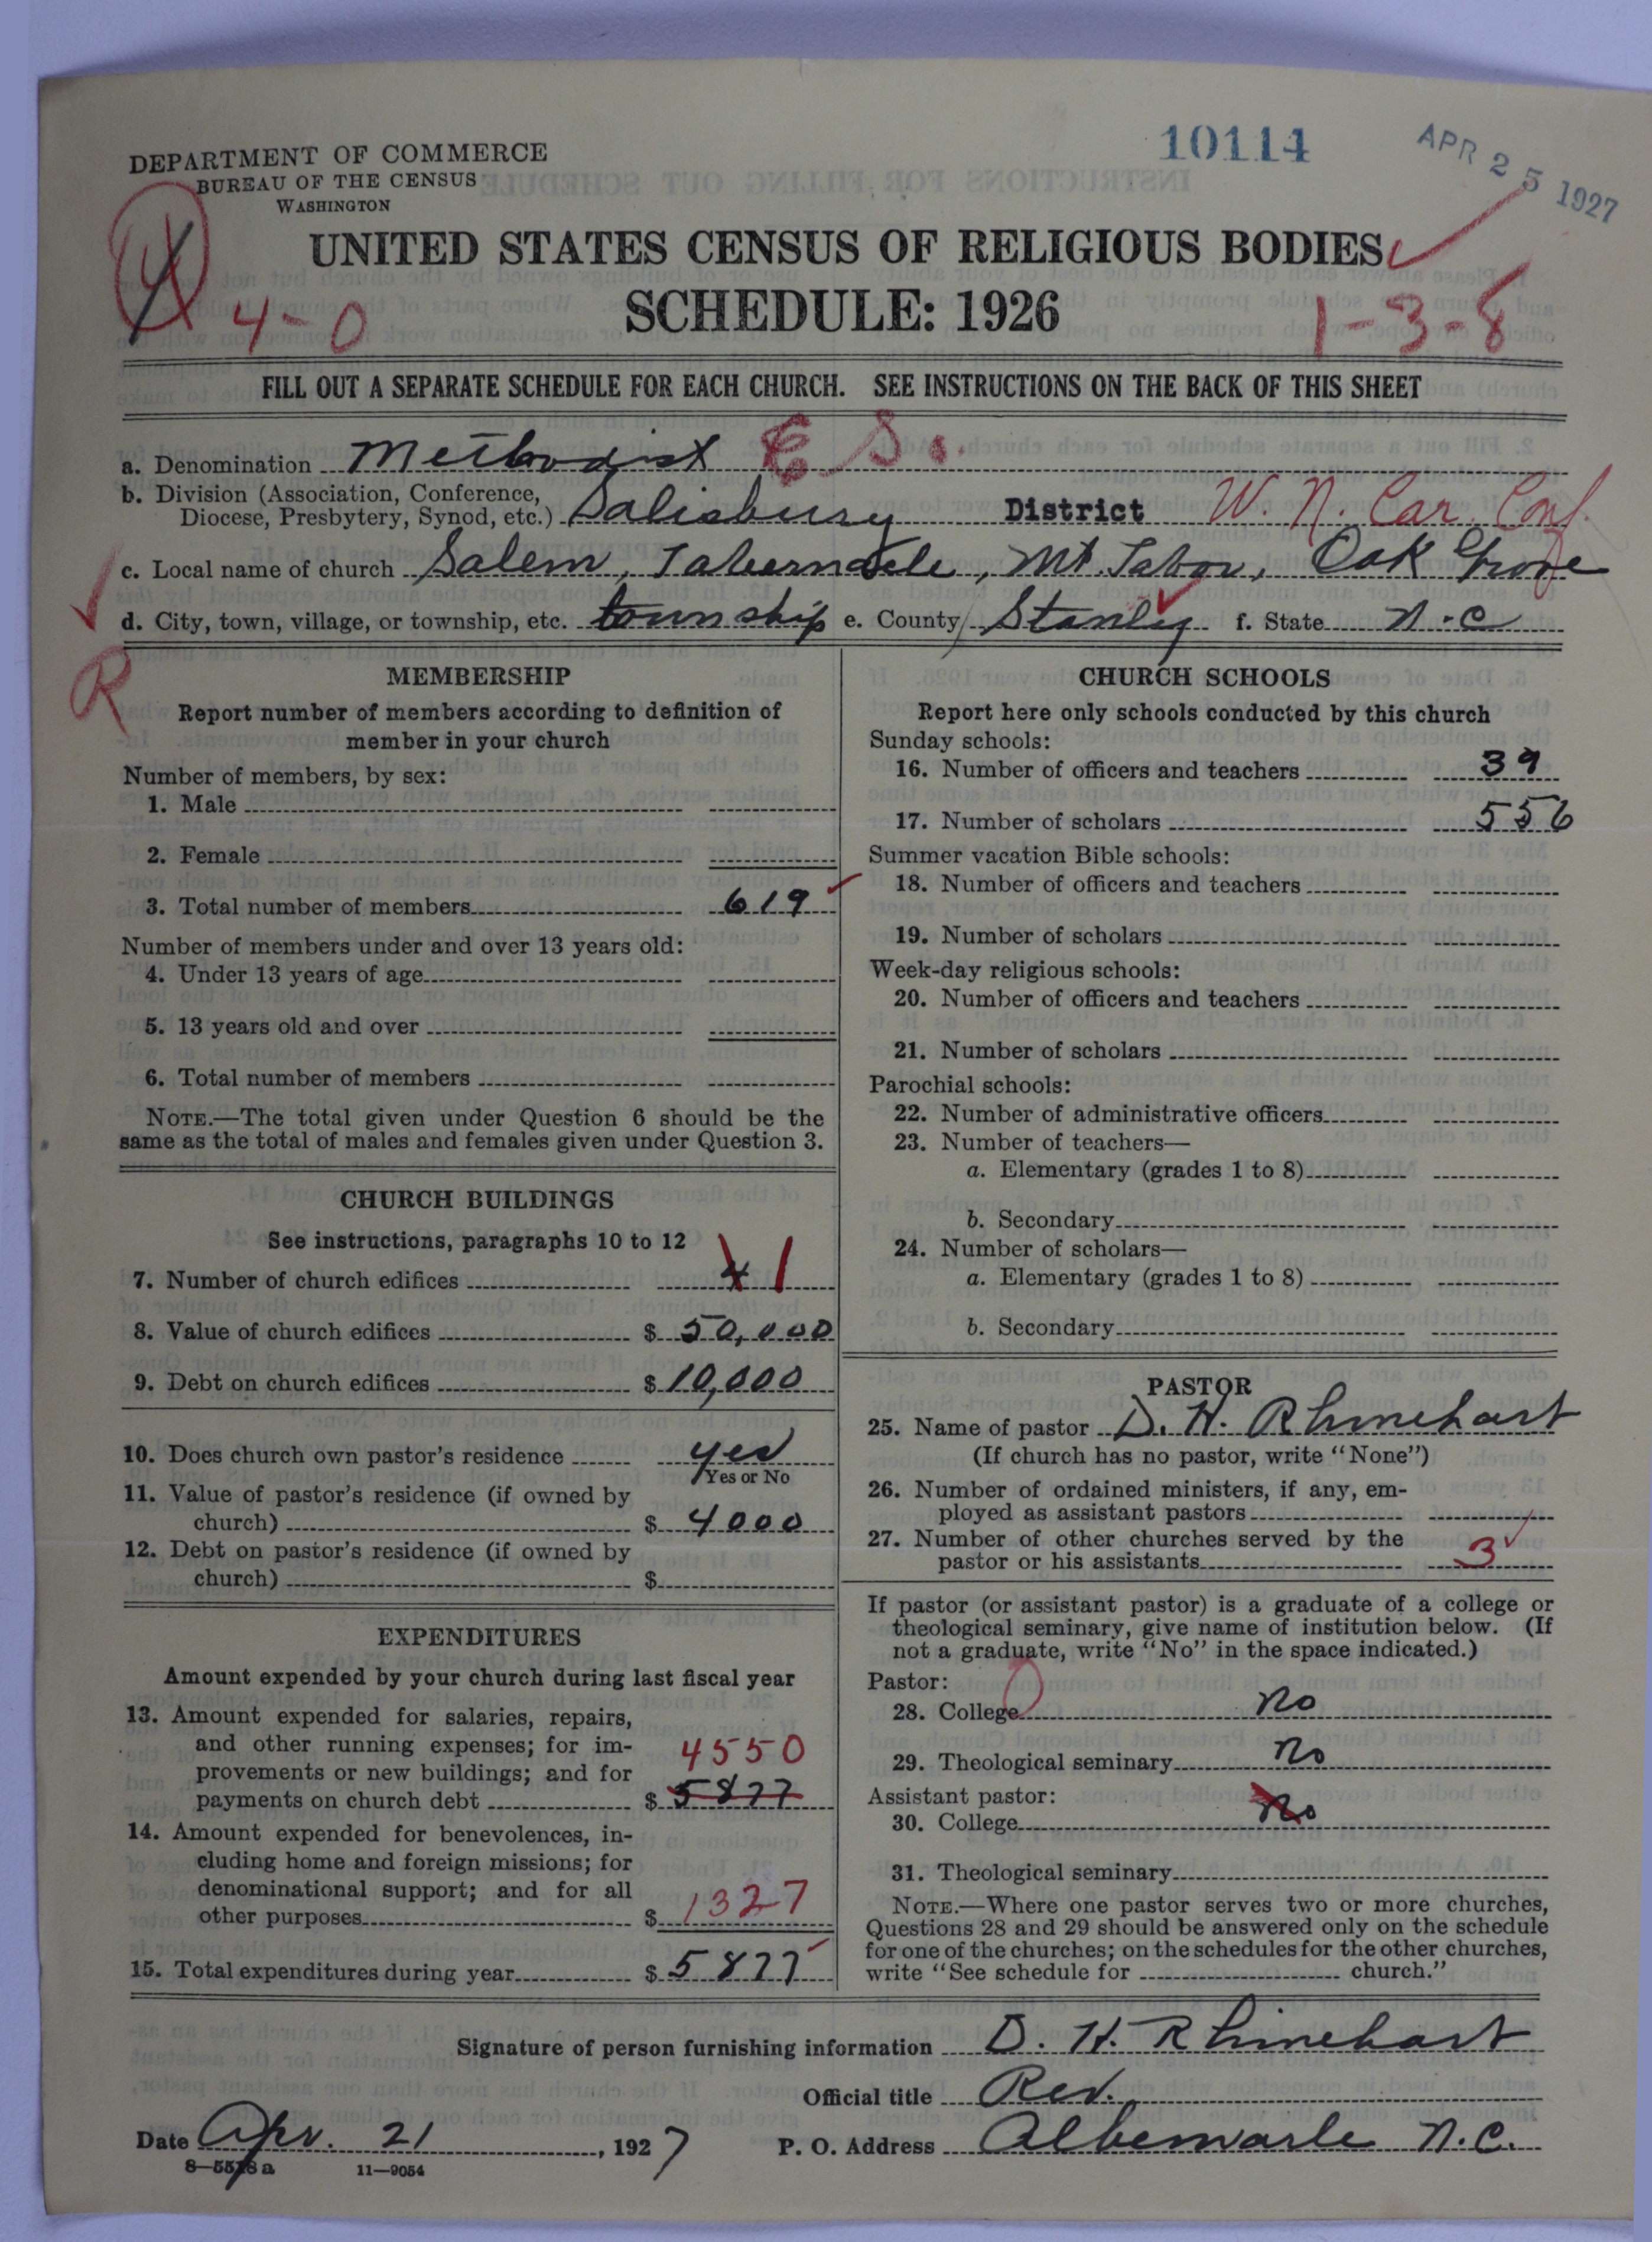 10114
APR 25 1927
DEPARTMENT OF COMMERCE
BUREAU OF THE CENSUS
WASHINGTON
UNITED STATES CENSUS OF RELIGIOUS BODIES
4-0
SCHEDULE: 1926
1-3-8
FILL OUT A SEPARATE SCHEDULE FOR EACH CHURCH. SEE INSTRUCTIONS ON THE BACK OF THIS SHEET
a. Denomination Methodist E. So.
b. Division (Association, Conference,
Diocese, Presbytery, Synod, etc.) Salisbury District W. N. Car. Conf.
c. Local name of church Salem, Tabernacle, Mt. Tabor, Oak Grove
d. City, town, village, or township, etc. township e. County Stanly f. State N.C
R
MEMBERSHIP
Report number of members according to definition of
member in your church
Number of members, by sex:
1. Male
2. Female
3. Total number of members 619
Number of members under and over 13 years old:
4. Under 13 years of age
5. 13 years old and over
6. Total number of members
NOTE.—The total given under Question 6 should be the
same as the total of males and females given under Question 3.
CHURCH BUILDINGS
See instructions, paragraphs 10 to 12
7. Number of church edifices 4 1
8. Value of church edifices $ 50,000
9. Debt on church edifices $ 10,000
10. Does church own pastor's residence yes
Yes or No
11. Value of pastor's residence (if owned by
church) $ 4000
12. Debt on pastor's residence (if owned by
church) $
EXPENDITURES
Amount expended by your church during last fiscal year
13. Amount expended for salaries, repairs,
and other running expenses; for im-
provements or new buildings; and for 4550
payments on church debt $ 5877
14. Amount expended for benevolences, in-
cluding home and foreign missions; for
denominational support; and for all
other purposes $ 1327
15. Total expenditures during year $ 5877
CHURCH SCHOOLS
Report here only schools conducted by this church
Sunday schools:
16. Number of officers and teachers 39
17. Number of scholars 556
Summer vacation Bible schools:
18. Number of officers and teachers
19. Number of scholars
Week-day religious schools:
20. Number of officers and teachers
21. Number of scholars
Parochial schools:
22. Number of administrative officers
23. Number of teachers—
a. Elementary (grades 1 to 8)
b. Secondary
24. Number of scholars—
a. Elementary (grades 1 to 8)
b. Secondary
PASTOR
25. Name of pastor D. H. Rhinehart
(If church has no pastor, write "None")
26. Number of ordained ministers, if any, em-
ployed as assistant pastors
27. Number of other churches served by the
pastor or his assistants 3
If pastor (or assistant pastor) is a graduate of a college or
theological seminary, give name of institution below. (If
not a graduate, write "No" in the space indicated.)
Pastor:
28. College no
29. Theological seminary no
Assistant pastor:
30. College no
31. Theological seminary
NOTE.—Where one pastor serves two or more churches,
Questions 28 and 29 should be answered only on the schedule
for one of the churches; on the schedules for the other churches,
write "See schedule for church."
Signature of person furnishing information D. H. Rhinehart
Official title Rev.
Date Apr. 21, 1927 P. O. Address Albemarle N.C.
8—5518a 11—9054